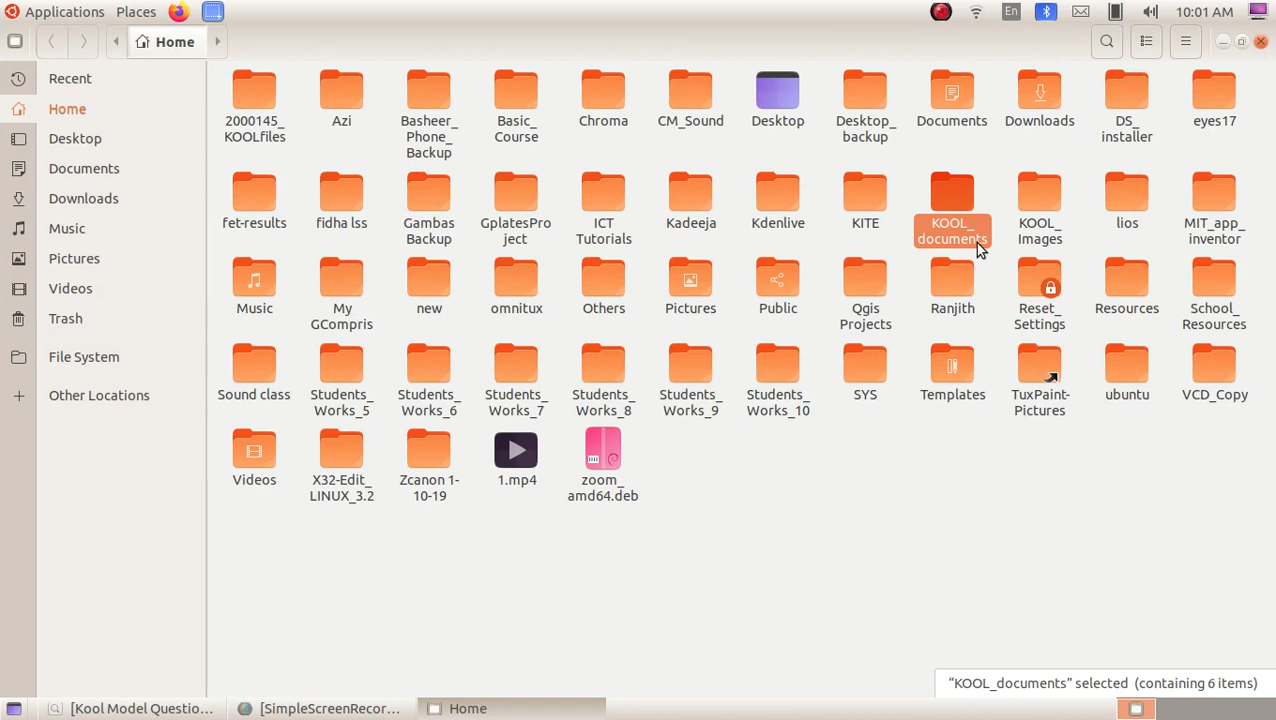 Applications Places En 10:01 AM
Home
Recent
Home
Desktop
Documents
Downloads
Music
Pictures
Videos
Trash
File System
Other Locations
2000145_
KOOLfiles
Azi
Basheer_
Phone_
Backup
Basic_
Course
Chroma
CM_Sound
Desktop
Desktop_
backup
Documents
Downloads
DS_
installer
eyes17
fet-results
fidha lss
Gambas
Backup
GplatesPro
ject
ICT
Tutorials
Kadeeja
Kdenlive
KITE
KOOL_
documents
KOOL_
Images
lios
MIT_app_
inventor
Music
My
GCompris
new
omnitux
Others
Pictures
Public
Qgis
Projects
Ranjith
Reset_
Settings
Resources
School_
Resources
Sound class
Students_
Works_5
Students_
Works_6
Students_
Works_7
Students_
Works_8
Students_
Works_9
Students_
Works_10
SYS
Templates
TuxPaint-
Pictures
ubuntu
VCD_Copy
Videos
X32-Edit_
LINUX_3.2
Zcanon 1-
10-19
1.mp4
zoom_
amd64.deb
“KOOL_documents” selected (containing 6 items)
[Kool Model Questio... [SimpleScreenRecor... Home